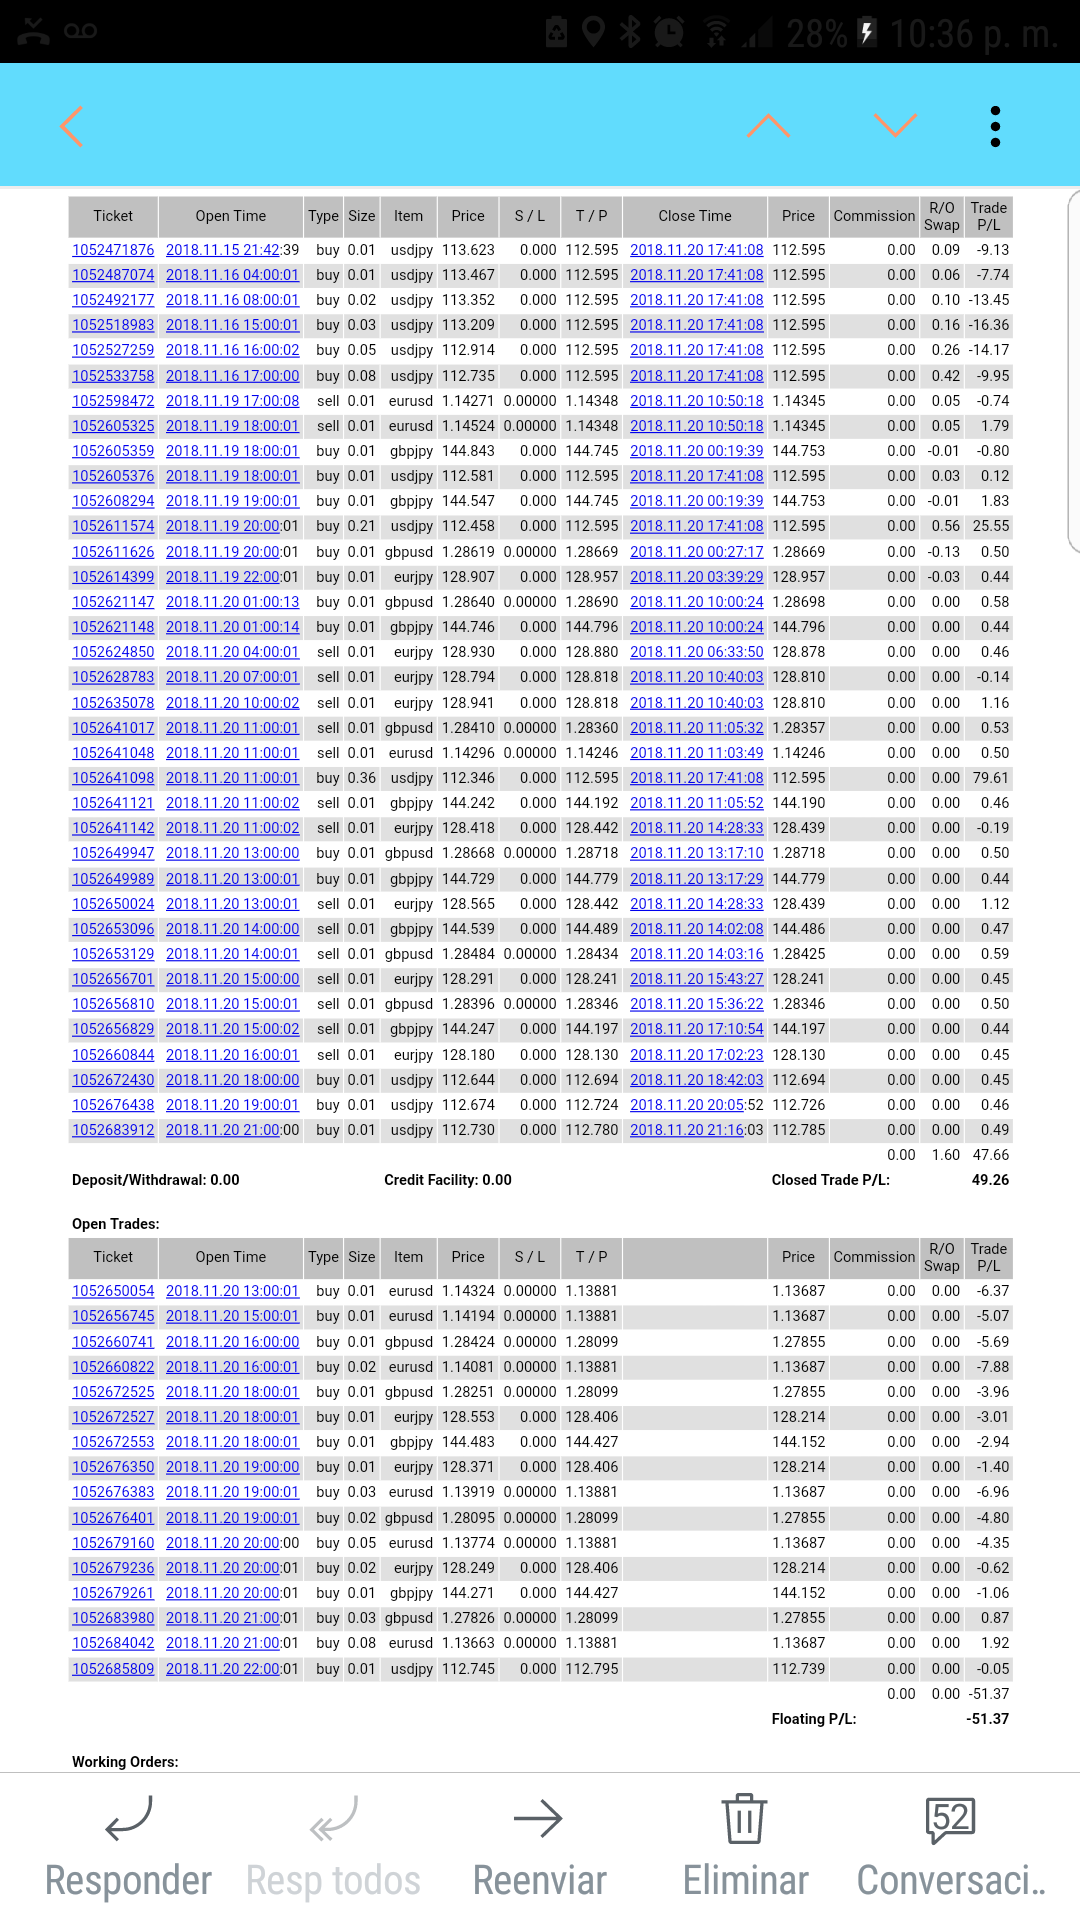 28% 10:36 p. m.
Ticket Open Time Type Size Item Price S / L T / P Close Time Price Commission R/O Swap Trade P/L
1052471876 2018.11.15 21:42:39 buy 0.01 usdjpy 113.623 0.000 112.595 2018.11.20 17:41:08 112.595 0.00 0.09 -9.13
1052487074 2018.11.16 04:00:01 buy 0.01 usdjpy 113.467 0.000 112.595 2018.11.20 17:41:08 112.595 0.00 0.06 -7.74
1052492177 2018.11.16 08:00:01 buy 0.02 usdjpy 113.352 0.000 112.595 2018.11.20 17:41:08 112.595 0.00 0.10 -13.45
1052518983 2018.11.16 15:00:01 buy 0.03 usdjpy 113.209 0.000 112.595 2018.11.20 17:41:08 112.595 0.00 0.16 -16.36
1052527259 2018.11.16 16:00:02 buy 0.05 usdjpy 112.914 0.000 112.595 2018.11.20 17:41:08 112.595 0.00 0.26 -14.17
1052533758 2018.11.16 17:00:00 buy 0.08 usdjpy 112.735 0.000 112.595 2018.11.20 17:41:08 112.595 0.00 0.42 -9.95
1052598472 2018.11.19 17:00:08 sell 0.01 eurusd 1.14271 0.00000 1.14348 2018.11.20 10:50:18 1.14345 0.00 0.05 -0.74
1052605325 2018.11.19 18:00:01 sell 0.01 eurusd 1.14524 0.00000 1.14348 2018.11.20 10:50:18 1.14345 0.00 0.05 1.79
1052605359 2018.11.19 18:00:01 buy 0.01 gbpjpy 144.843 0.000 144.745 2018.11.20 00:19:39 144.753 0.00 -0.01 -0.80
1052605376 2018.11.19 18:00:01 buy 0.01 usdjpy 112.581 0.000 112.595 2018.11.20 17:41:08 112.595 0.00 0.03 0.12
1052608294 2018.11.19 19:00:01 buy 0.01 gbpjpy 144.547 0.000 144.745 2018.11.20 00:19:39 144.753 0.00 -0.01 1.83
1052611574 2018.11.19 20:00:01 buy 0.21 usdjpy 112.458 0.000 112.595 2018.11.20 17:41:08 112.595 0.00 0.56 25.55
1052611626 2018.11.19 20:00:01 buy 0.01 gbpusd 1.28619 0.00000 1.28669 2018.11.20 00:27:17 1.28669 0.00 -0.13 0.50
1052614399 2018.11.19 22:00:01 buy 0.01 eurjpy 128.907 0.000 128.957 2018.11.20 03:39:29 128.957 0.00 -0.03 0.44
1052621147 2018.11.20 01:00:13 buy 0.01 gbpusd 1.28640 0.00000 1.28690 2018.11.20 10:00:24 1.28698 0.00 0.00 0.58
1052621148 2018.11.20 01:00:14 buy 0.01 gbpjpy 144.746 0.000 144.796 2018.11.20 10:00:24 144.796 0.00 0.00 0.44
1052624850 2018.11.20 04:00:01 sell 0.01 eurjpy 128.930 0.000 128.880 2018.11.20 06:33:50 128.878 0.00 0.00 0.46
1052628783 2018.11.20 07:00:01 sell 0.01 eurjpy 128.794 0.000 128.818 2018.11.20 10:40:03 128.810 0.00 0.00 -0.14
1052635078 2018.11.20 10:00:02 sell 0.01 eurjpy 128.941 0.000 128.818 2018.11.20 10:40:03 128.810 0.00 0.00 1.16
1052641017 2018.11.20 11:00:01 sell 0.01 gbpusd 1.28410 0.00000 1.28360 2018.11.20 11:05:32 1.28357 0.00 0.00 0.53
1052641048 2018.11.20 11:00:01 sell 0.01 eurusd 1.14296 0.00000 1.14246 2018.11.20 11:03:49 1.14246 0.00 0.00 0.50
1052641098 2018.11.20 11:00:01 buy 0.36 usdjpy 112.346 0.000 112.595 2018.11.20 17:41:08 112.595 0.00 0.00 79.61
1052641121 2018.11.20 11:00:02 sell 0.01 gbpjpy 144.242 0.000 144.192 2018.11.20 11:05:52 144.190 0.00 0.00 0.46
1052641142 2018.11.20 11:00:02 sell 0.01 eurjpy 128.418 0.000 128.442 2018.11.20 14:28:33 128.439 0.00 0.00 -0.19
1052649947 2018.11.20 13:00:00 buy 0.01 gbpusd 1.28668 0.00000 1.28718 2018.11.20 13:17:10 1.28718 0.00 0.00 0.50
1052649989 2018.11.20 13:00:01 buy 0.01 gbpjpy 144.729 0.000 144.779 2018.11.20 13:17:29 144.779 0.00 0.00 0.44
1052650024 2018.11.20 13:00:01 sell 0.01 eurjpy 128.565 0.000 128.442 2018.11.20 14:28:33 128.439 0.00 0.00 1.12
1052653096 2018.11.20 14:00:00 sell 0.01 gbpjpy 144.539 0.000 144.489 2018.11.20 14:02:08 144.486 0.00 0.00 0.47
1052653129 2018.11.20 14:00:01 sell 0.01 gbpusd 1.28484 0.00000 1.28434 2018.11.20 14:03:16 1.28425 0.00 0.00 0.59
1052656701 2018.11.20 15:00:00 sell 0.01 eurjpy 128.291 0.000 128.241 2018.11.20 15:43:27 128.241 0.00 0.00 0.45
1052656810 2018.11.20 15:00:01 sell 0.01 gbpusd 1.28396 0.00000 1.28346 2018.11.20 15:36:22 1.28346 0.00 0.00 0.50
1052656829 2018.11.20 15:00:02 sell 0.01 gbpjpy 144.247 0.000 144.197 2018.11.20 17:10:54 144.197 0.00 0.00 0.44
1052660844 2018.11.20 16:00:01 sell 0.01 eurjpy 128.180 0.000 128.130 2018.11.20 17:02:23 128.130 0.00 0.00 0.45
1052672430 2018.11.20 18:00:00 buy 0.01 usdjpy 112.644 0.000 112.694 2018.11.20 18:42:03 112.694 0.00 0.00 0.45
1052676438 2018.11.20 19:00:01 buy 0.01 usdjpy 112.674 0.000 112.724 2018.11.20 20:05:52 112.726 0.00 0.00 0.46
1052683912 2018.11.20 21:00:00 buy 0.01 usdjpy 112.730 0.000 112.780 2018.11.20 21:16:03 112.785 0.00 0.00 0.49
0.00 1.60 47.66
Deposit/Withdrawal: 0.00 Credit Facility: 0.00 Closed Trade P/L: 49.26
Open Trades:
Ticket Open Time Type Size Item Price S / L T / P Price Commission R/O Swap Trade P/L
1052650054 2018.11.20 13:00:01 buy 0.01 eurusd 1.14324 0.00000 1.13881 1.13687 0.00 0.00 -6.37
1052656745 2018.11.20 15:00:01 buy 0.01 eurusd 1.14194 0.00000 1.13881 1.13687 0.00 0.00 -5.07
1052660741 2018.11.20 16:00:00 buy 0.01 gbpusd 1.28424 0.00000 1.28099 1.27855 0.00 0.00 -5.69
1052660822 2018.11.20 16:00:01 buy 0.02 eurusd 1.14081 0.00000 1.13881 1.13687 0.00 0.00 -7.88
1052672525 2018.11.20 18:00:01 buy 0.01 gbpusd 1.28251 0.00000 1.28099 1.27855 0.00 0.00 -3.96
1052672527 2018.11.20 18:00:01 buy 0.01 eurjpy 128.553 0.000 128.406 128.214 0.00 0.00 -3.01
1052672553 2018.11.20 18:00:01 buy 0.01 gbpjpy 144.483 0.000 144.427 144.152 0.00 0.00 -2.94
1052676350 2018.11.20 19:00:00 buy 0.01 eurjpy 128.371 0.000 128.406 128.214 0.00 0.00 -1.40
1052676383 2018.11.20 19:00:01 buy 0.03 eurusd 1.13919 0.00000 1.13881 1.13687 0.00 0.00 -6.96
1052676401 2018.11.20 19:00:01 buy 0.02 gbpusd 1.28095 0.00000 1.28099 1.27855 0.00 0.00 -4.80
1052679160 2018.11.20 20:00:00 buy 0.05 eurusd 1.13774 0.00000 1.13881 1.13687 0.00 0.00 -4.35
1052679236 2018.11.20 20:00:01 buy 0.02 eurjpy 128.249 0.000 128.406 128.214 0.00 0.00 -0.62
1052679261 2018.11.20 20:00:01 buy 0.01 gbpjpy 144.271 0.000 144.427 144.152 0.00 0.00 -1.06
1052683980 2018.11.20 21:00:01 buy 0.03 gbpusd 1.27826 0.00000 1.28099 1.27855 0.00 0.00 0.87
1052684042 2018.11.20 21:00:01 buy 0.08 eurusd 1.13663 0.00000 1.13881 1.13687 0.00 0.00 1.92
1052685809 2018.11.20 22:00:01 buy 0.01 usdjpy 112.745 0.000 112.795 112.739 0.00 0.00 -0.05
0.00 0.00 -51.37
Floating P/L: -51.37
Working Orders:
52
Responder Resp todos Reenviar Eliminar Conversaci...